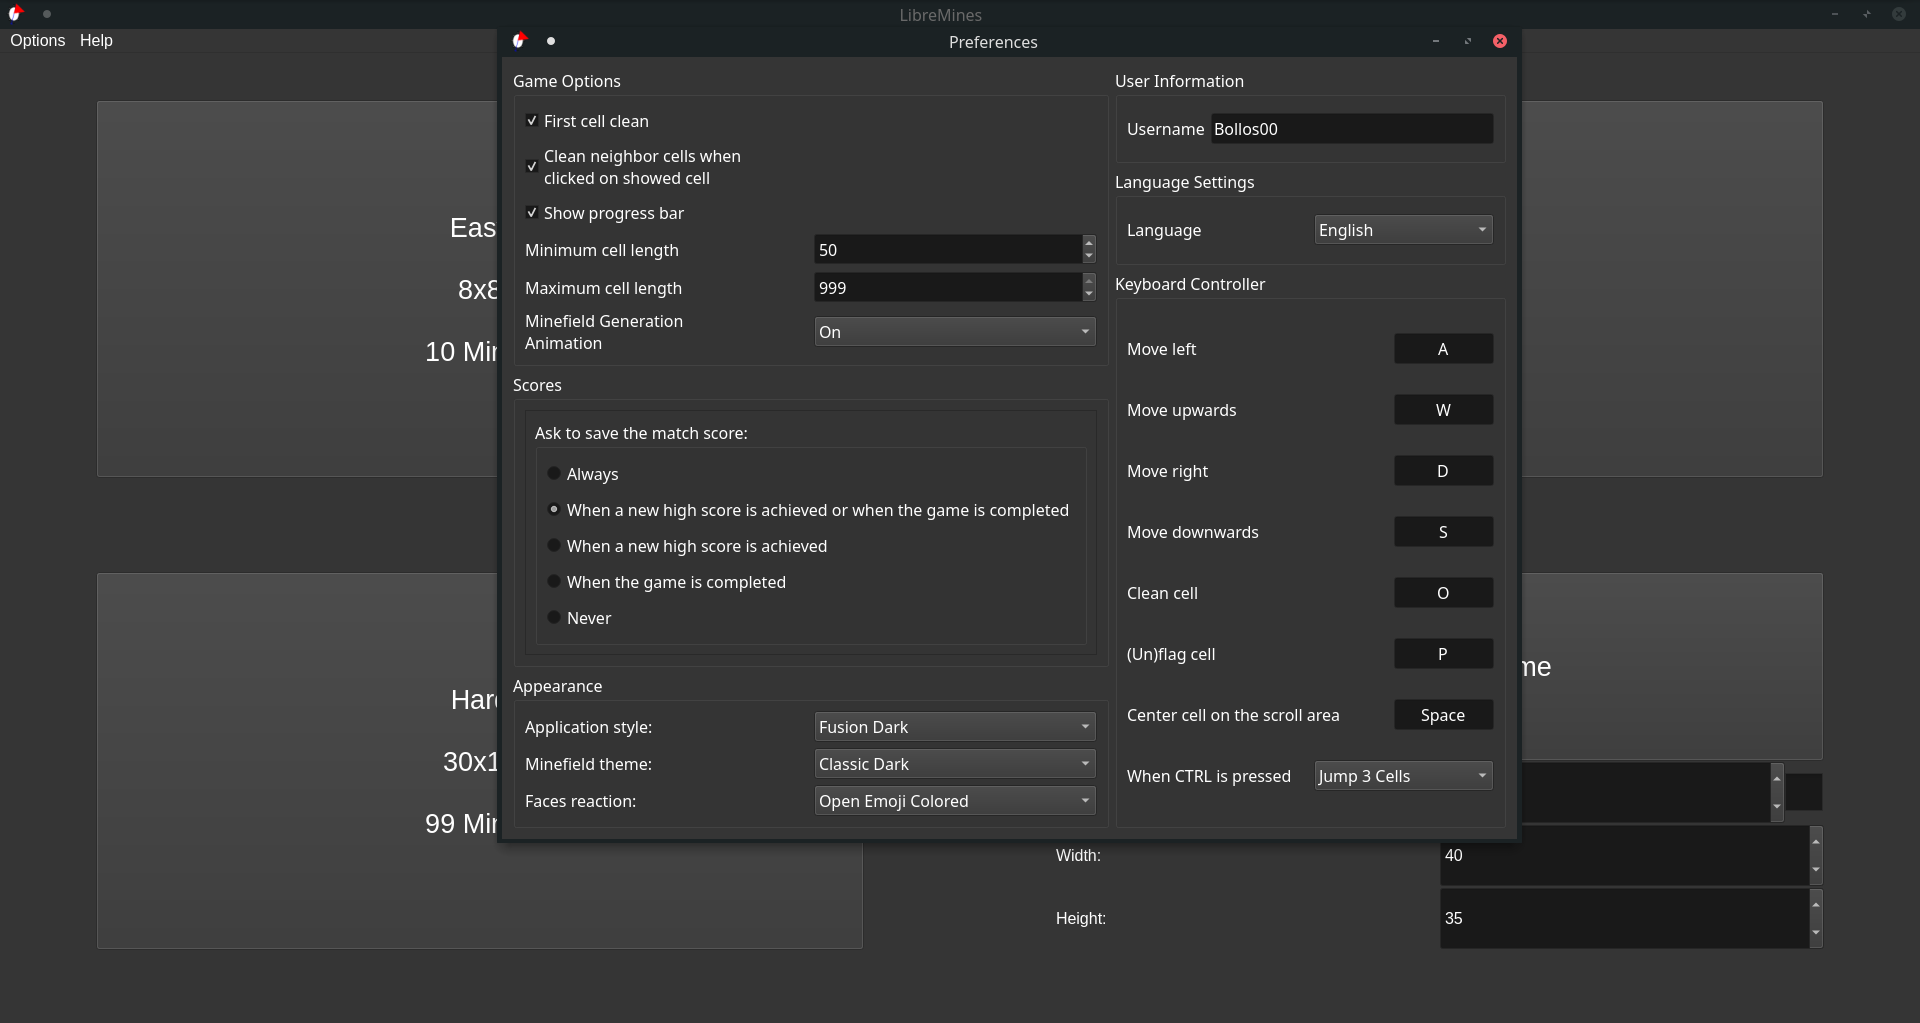 LibreMines
Options Help
Preferences
Game Options
First cell clean
Clean neighbor cells when
clicked on showed cell
Show progress bar
Minimum cell length 50
Maximum cell length 999
Minefield Generation
Animation
On
Scores
Ask to save the match score:
Always
When a new high score is achieved or when the game is completed
When a new high score is achieved
When the game is completed
Never
Appearance
Application style: Fusion Dark
Minefield theme: Classic Dark
Faces reaction: Open Emoji Colored
User Information
Username Bollos00
Language Settings
Language English
Keyboard Controller
Move left A
Move upwards W
Move right D
Move downwards S
Clean cell O
(Un)flag cell P
Center cell on the scroll area Space
When CTRL is pressed Jump 3 Cells
Eas
8x8
10 Min
Hard
30x1
99 Min
me
Width: 40
Height: 35